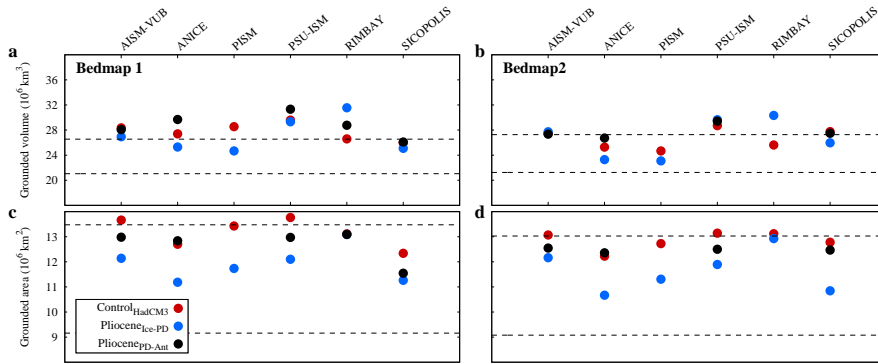 AISM-VUB
ANICE
PISM
PSU-ISM
RIMBAY
SICOPOLIS
AISM-VUB
ANICE
PISM
PSU-ISM
RIMBAY
SICOPOLIS
a
Bedmap 1
b
Bedmap2
Grounded volume (10⁶ km³)
36
32
28
24
20
c
d
Grounded area (10⁶ km²)
13
12
11
10
9
Control_HadCM3
Pliocene_Ice-PD
Pliocene_PD-Ant